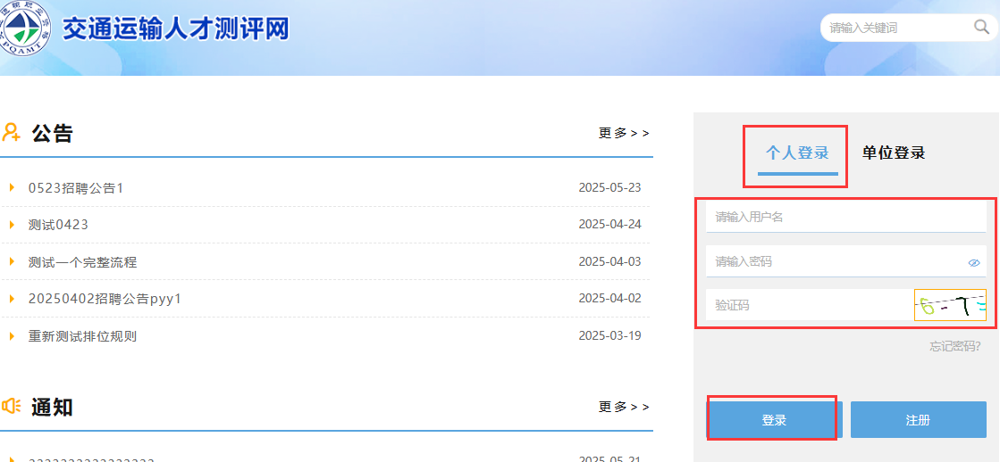 PQAMT
交通运输人才测评网
请输入关键词
公告
更多>>
0523招聘公告1 2025-05-23
测试0423 2025-04-24
测试一个完整流程 2025-04-03
20250402招聘公告pyy1 2025-04-02
重新测试排位规则 2025-03-19
通知
更多>>
2025-05-21
个人登录 单位登录
请输入用户名
请输入密码
验证码
忘记密码?
登录 注册